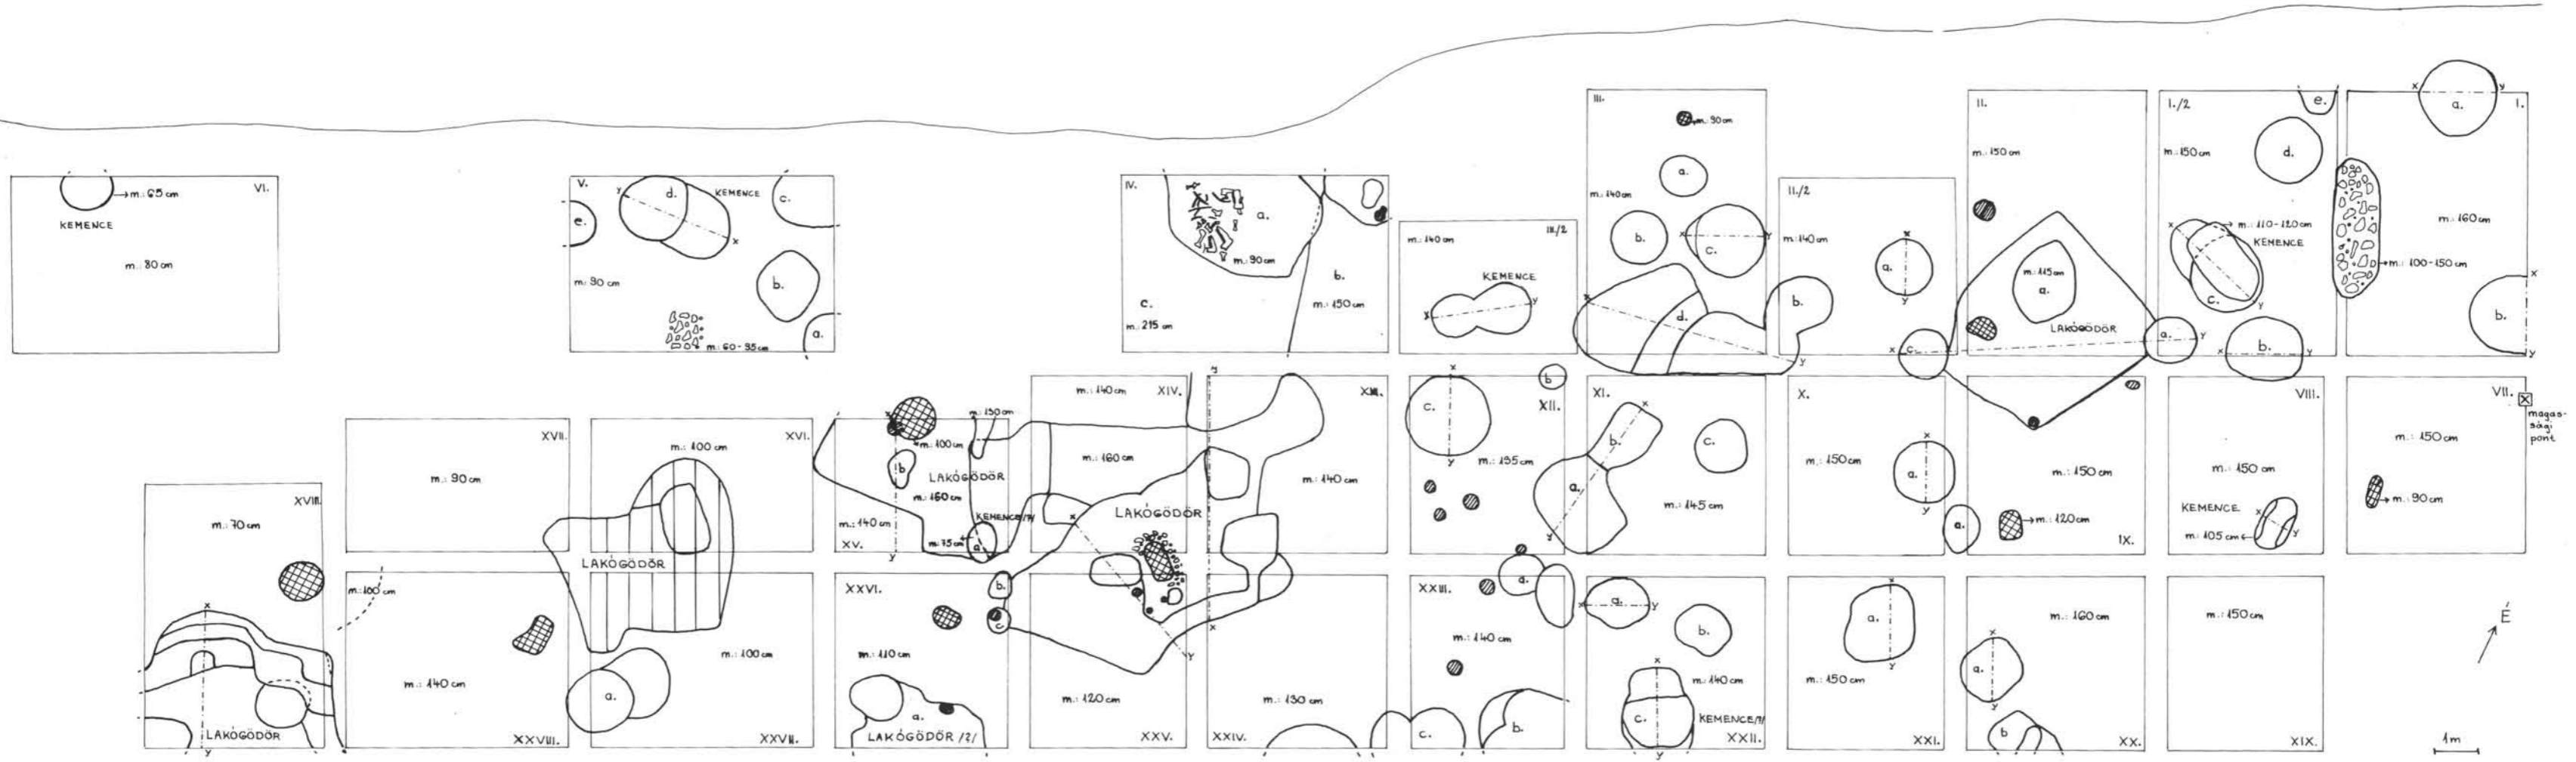 VI.
m.: 65 cm
KEMENCE
m.: 80 cm
V.
d.
KEMENCE
c.
y
e.
x
m.: 90 cm
b.
a.
m.: 60-95 cm
IV.
a.
m.: 90 cm
b.
c.
m.: 150 cm
m.: 215 cm
m.: 140 cm
III./2
KEMENCE
x
y
III.
m.: 90 cm
a.
m.: 140 cm
b.
x
y
c.
x
d.
b.
y
II./2
m.: 140 cm
x
a.
y
x
c.
II.
m.: 150 cm
m.: 115 cm
a.
LAKÓGÖDÖR
I./2
e.
m.: 150 cm
d.
x
m.: 110-120 cm
KEMENCE
c.
y
a.
y
x
b.
y
x
a.
y
I.
m.: 160 cm
m.: 100-150 cm
x
b.
y
XVIII.
m.: 70 cm
x
LAKÓGÖDÖR
y
XVII.
m.: 90 cm
m.: 100 cm
XVI.
LAKÓGÖDÖR
x
m.: 150 cm
m.: 100 cm
b
LAKÓGÖDÖR
m.: 160 cm
m.: 140 cm
KEMENCE/?/
m.: 75 cm
a.
XV.
y
m.: 140 cm
XIV.
m.: 160 cm
x
LAKÓGÖDÖR
y
XIII.
m.: 140 cm
x
x
c.
b
XII.
y
m.: 135 cm
XI.
x
b.
c.
a.
m.: 145 cm
y
X.
x
m.: 150 cm
a.
y
a.
m.: 150 cm
m.: 120 cm
IX.
VIII.
m.: 150 cm
KEMENCE
x
y
m.: 105 cm
VII.
magas-
sági
pont
m.: 150 cm
m.: 90 cm
m.: 100 cm
m.: 140 cm
XXVIII.
a.
m.: 100 cm
XXVII.
XXVI.
b.
c.
m.: 110 cm
a.
LAKÓGÖDÖR /?/
y
m.: 120 cm
XXV.
m.: 130 cm
XXIV.
XXIII.
a.
m.: 140 cm
c.
b.
x
a.
y
b.
x
m.: 140 cm
c.
KEMENCE/?/
XXII.
y
x
a.
y
m.: 150 cm
XXI.
m.: 160 cm
x
a.
y
b
XX.
m.: 150 cm
XIX.
É
1m